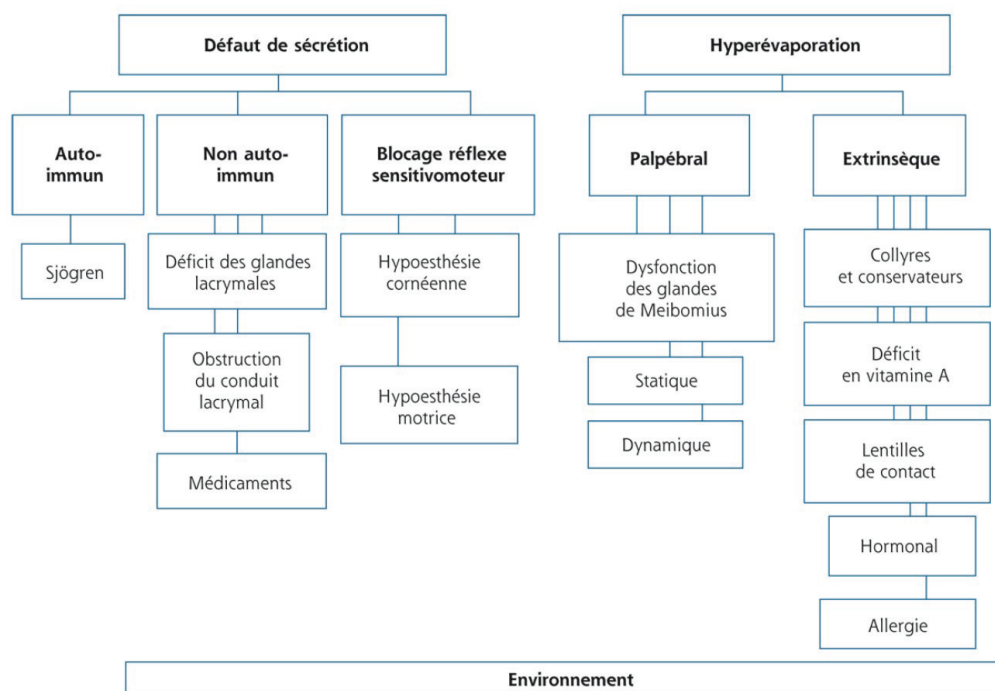 Défaut de sécrétion
Hyperévaporation
Auto-
immun
Non auto-
immun
Blocage réflexe
sensitivomoteur
Palpébral
Extrinsèque
Sjögren
Déficit des glandes
lacrymales
Hypoesthésie
cornéenne
Dysfonction
des glandes
de Meibomius
Collyres
et conservateurs
Obstruction
du conduit
lacrymal
Hypoesthésie
motrice
Statique
Déficit
en vitamine A
Dynamique
Médicaments
Lentilles
de contact
Hormonal
Allergie
Environnement